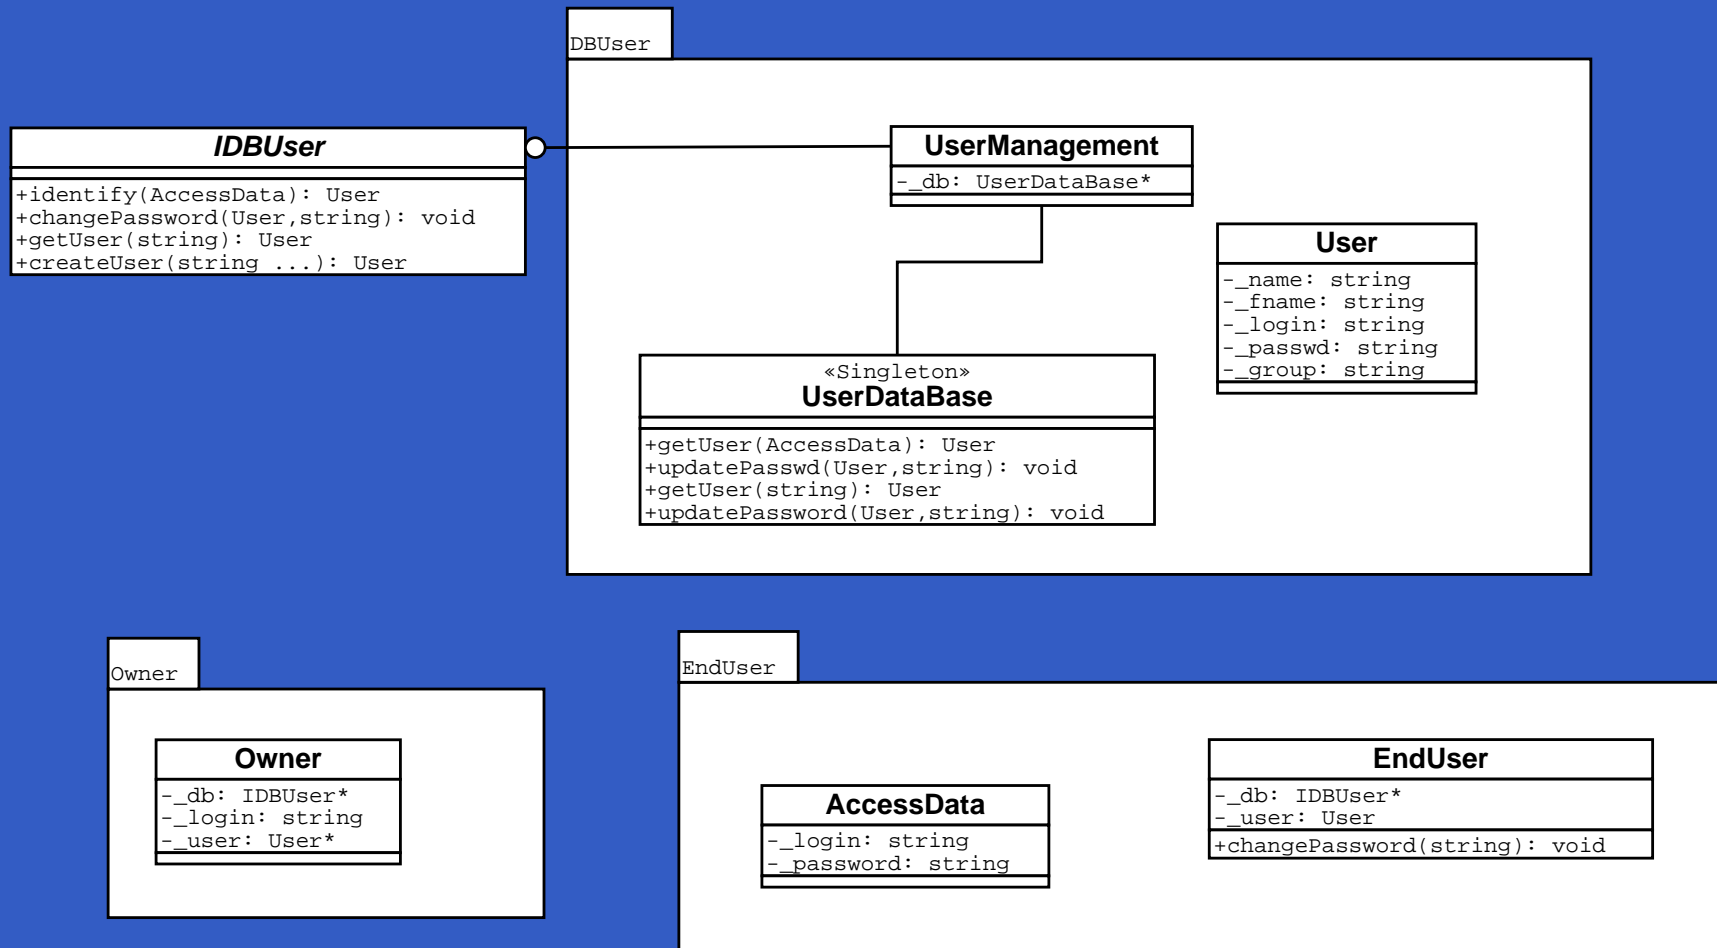 DBUser
IDBUser
+identify(AccessData): User
+changePassword(User,string): void
+getUser(string): User
+createUser(string ...): User
UserManagement
-_db: UserDataBase*
User
-_name: string
-_fname: string
-_login: string
-_passwd: string
-_group: string
«Singleton»
UserDataBase
+getUser(AccessData): User
+updatePasswd(User,string): void
+getUser(string): User
+updatePassword(User,string): void
Owner
Owner
-_db: IDBUser*
-_login: string
-_user: User*
EndUser
AccessData
-_login: string
-_password: string
EndUser
-_db: IDBUser*
-_user: User
+changePassword(string): void